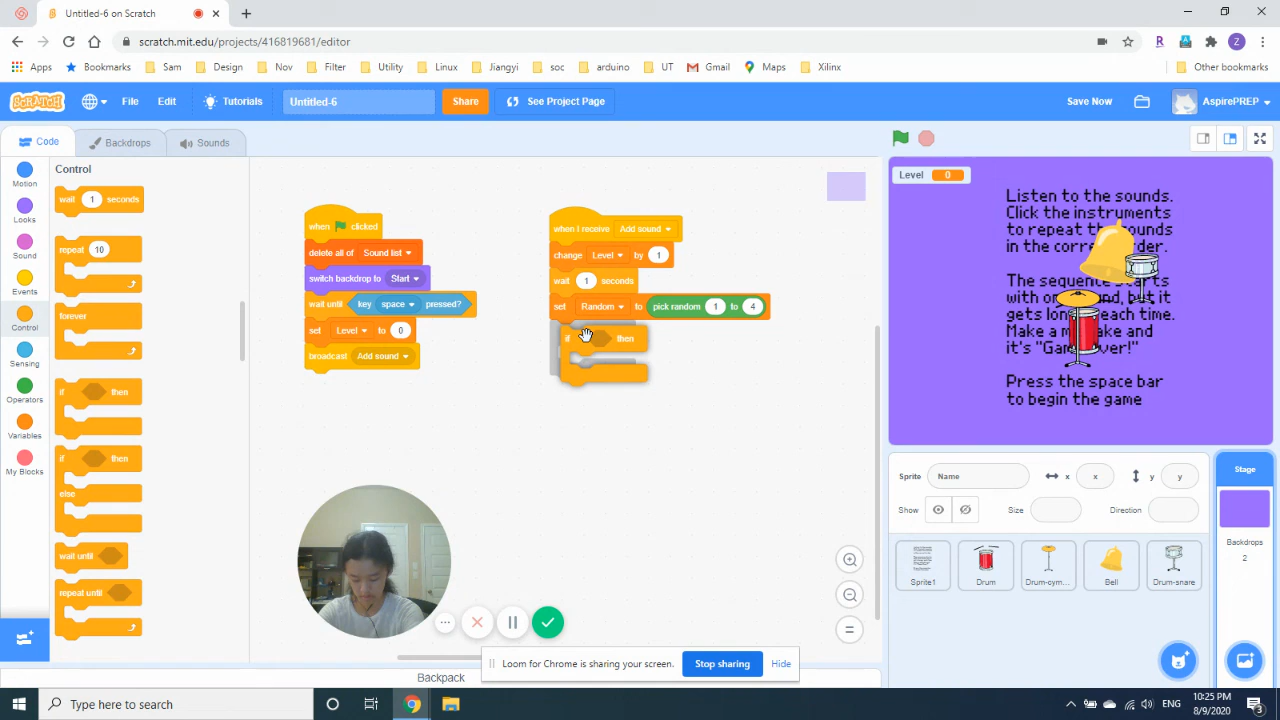 Untitled-6 on Scratch
scratch.mit.edu/projects/416819681/editor
Apps
Bookmarks
Sam
Design
Nov
Filter
Utility
Linux
Jiangyi
soc
arduino
UT
Gmail
Maps
Xilinx
Other bookmarks
SCRATCH
File
Edit
Tutorials
Untitled-6
Share
See Project Page
Save Now
AspirePREP
Code
Backdrops
Sounds
Motion
Looks
Sound
Events
Control
Sensing
Operators
Variables
My Blocks
Control
wait 1 seconds
repeat 10
forever
if then
if then
else
wait until
repeat until
when clicked
delete all of Sound list
switch backdrop to Start
wait until key space pressed?
set Level to 0
broadcast Add sound
when I receive Add sound
change Level by 1
wait 1 seconds
set Random to pick random 1 to 4
if then
Level 0
Listen to the sounds.
Click the instruments
to repeat the sounds
in the correct order.
The sequence starts
with one sound, but it
gets longer each time.
Make a mistake and
it's "Game over!"
Press the space bar
to begin the game
Sprite Name x x y y
Show Size Direction
Sprite1
Drum
Drum-cym...
Bell
Drum-snare
Stage
Backdrops
2
Loom for Chrome is sharing your screen.
Stop sharing
Hide
Backpack
Type here to search
ENG
10:25 PM
8/9/2020
3